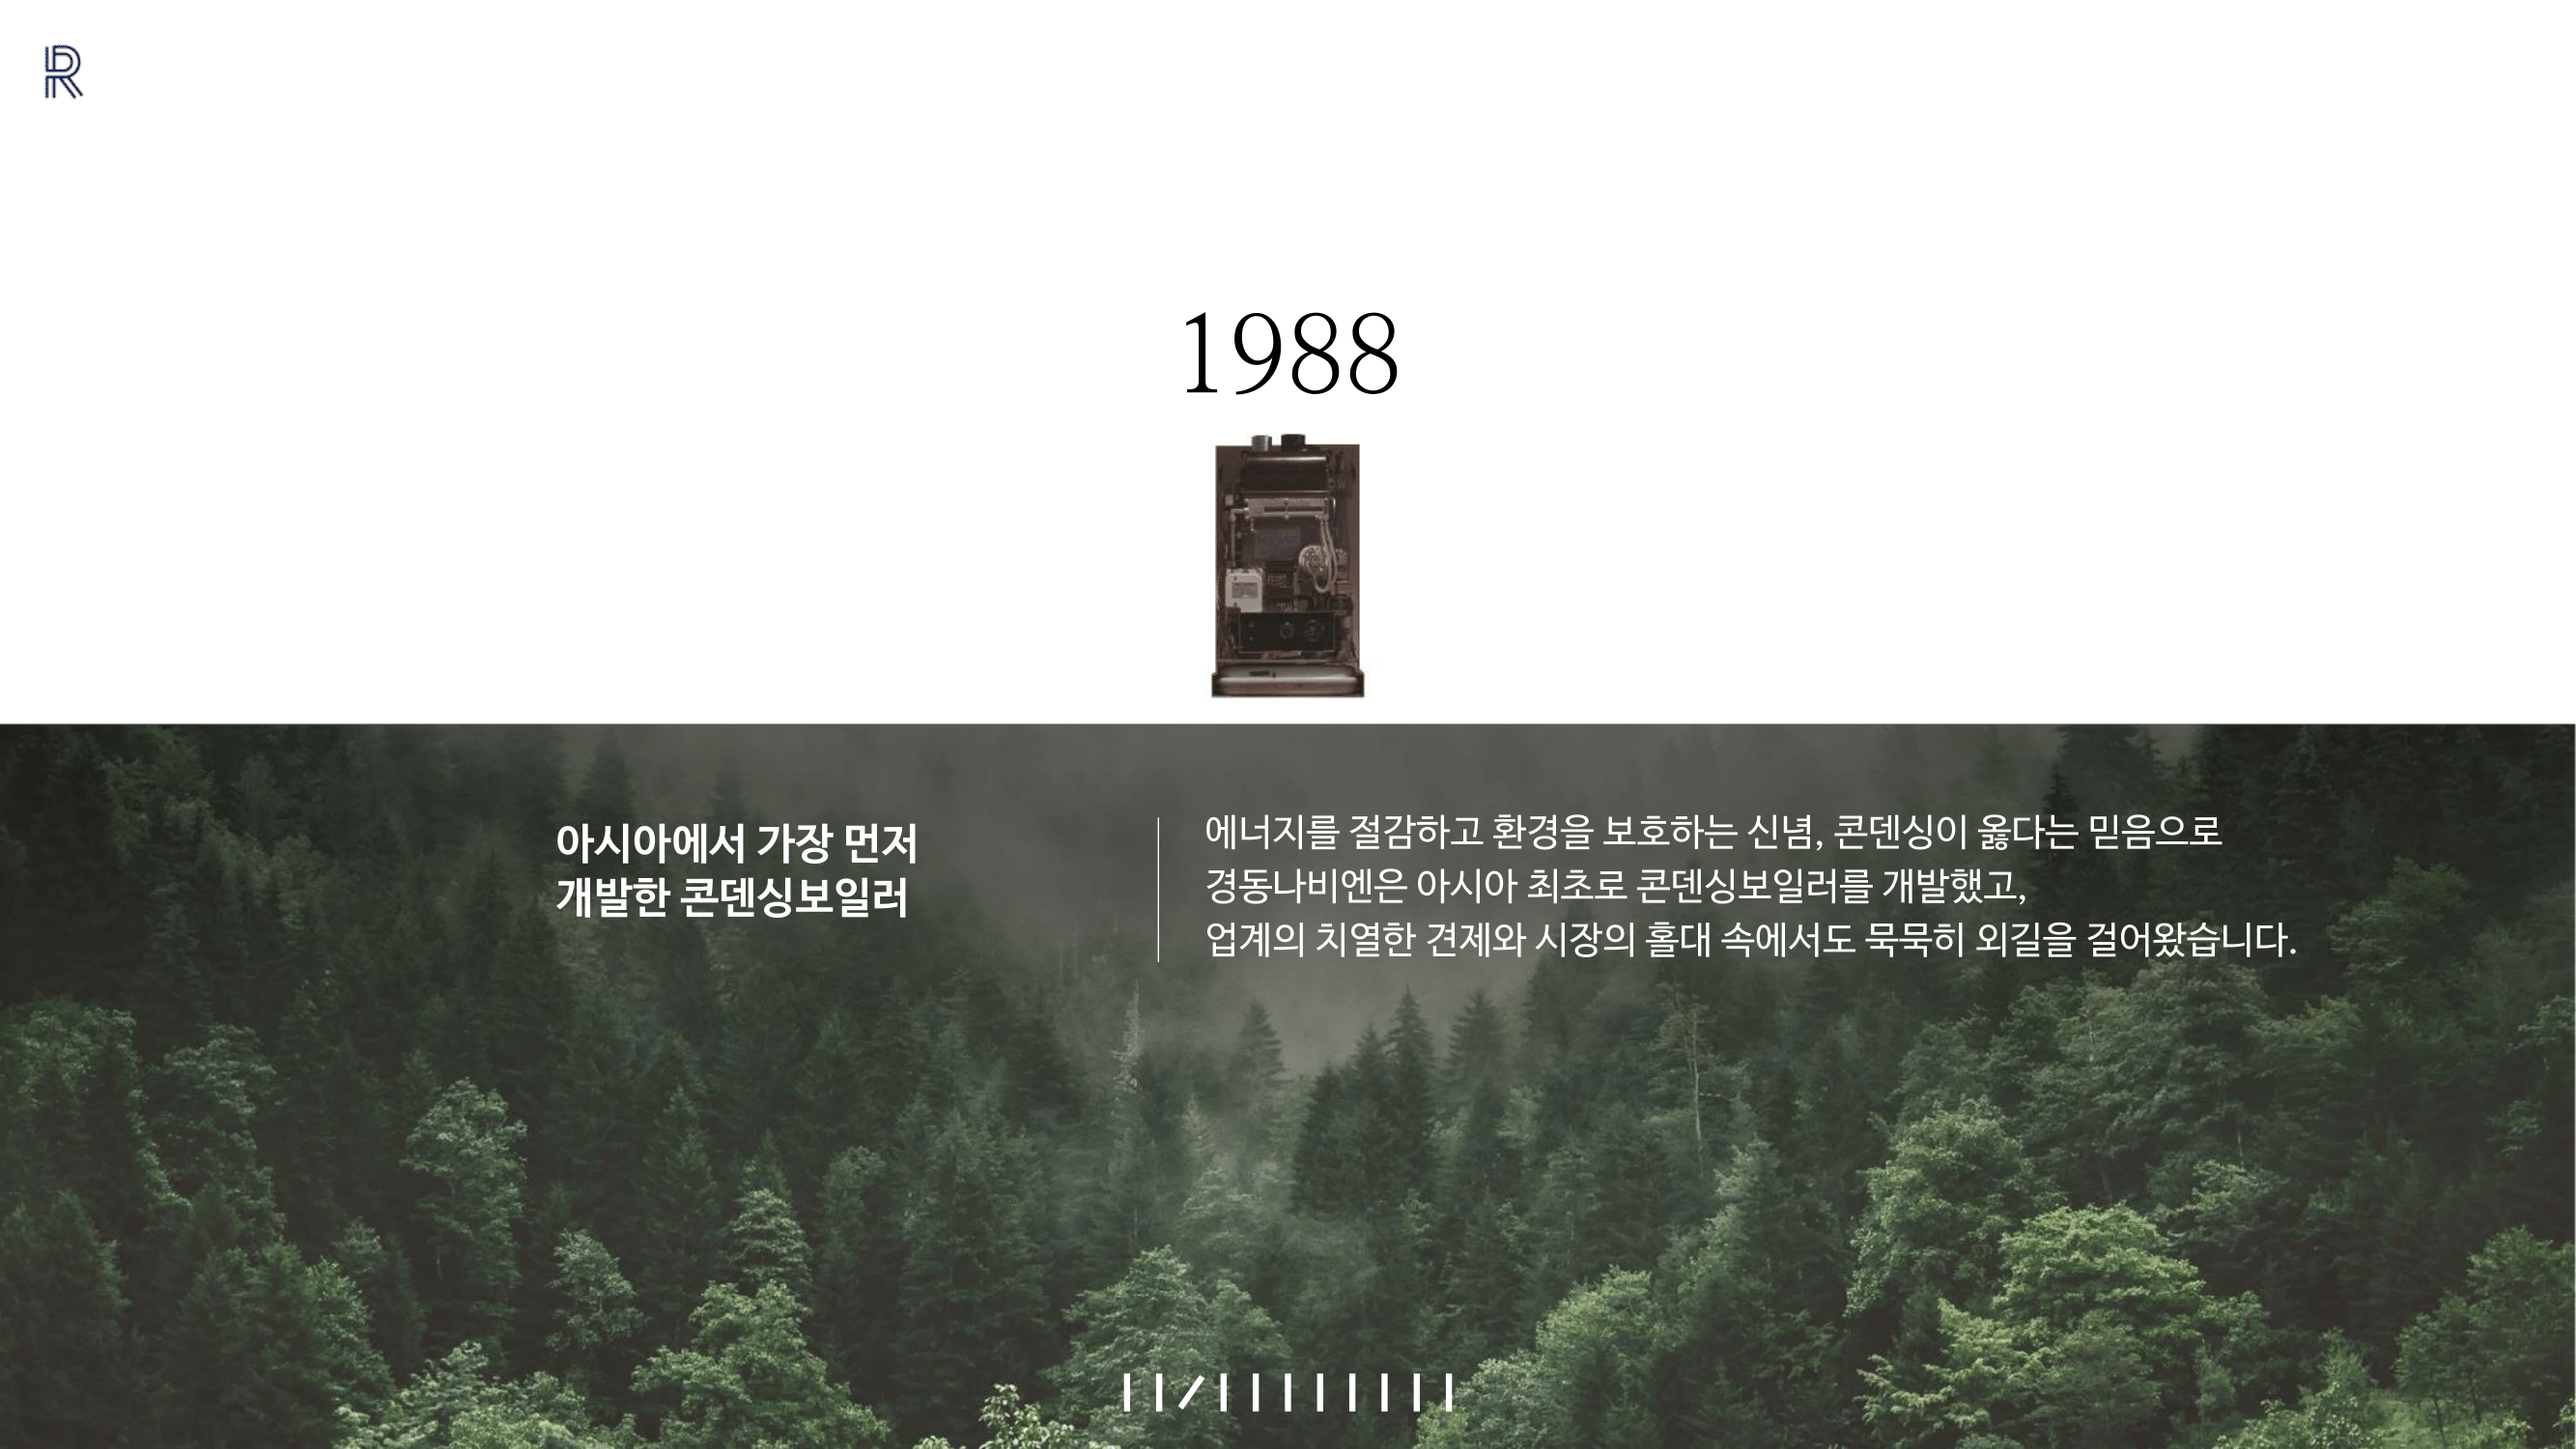 R
1988
아시아에서 가장 먼저
개발한 콘덴싱보일러
에너지를 절감하고 환경을 보호하는 신념, 콘덴싱이 옳다는 믿음으로
경동나비엔은 아시아 최초로 콘덴싱보일러를 개발했고,
업계의 치열한 견제와 시장의 홀대 속에서도 묵묵히 외길을 걸어왔습니다.